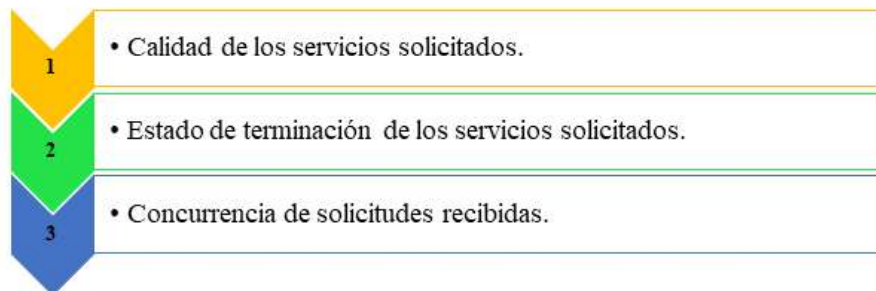 1
• Calidad de los servicios solicitados.
2
• Estado de terminación de los servicios solicitados.
3
• Concurrencia de solicitudes recibidas.